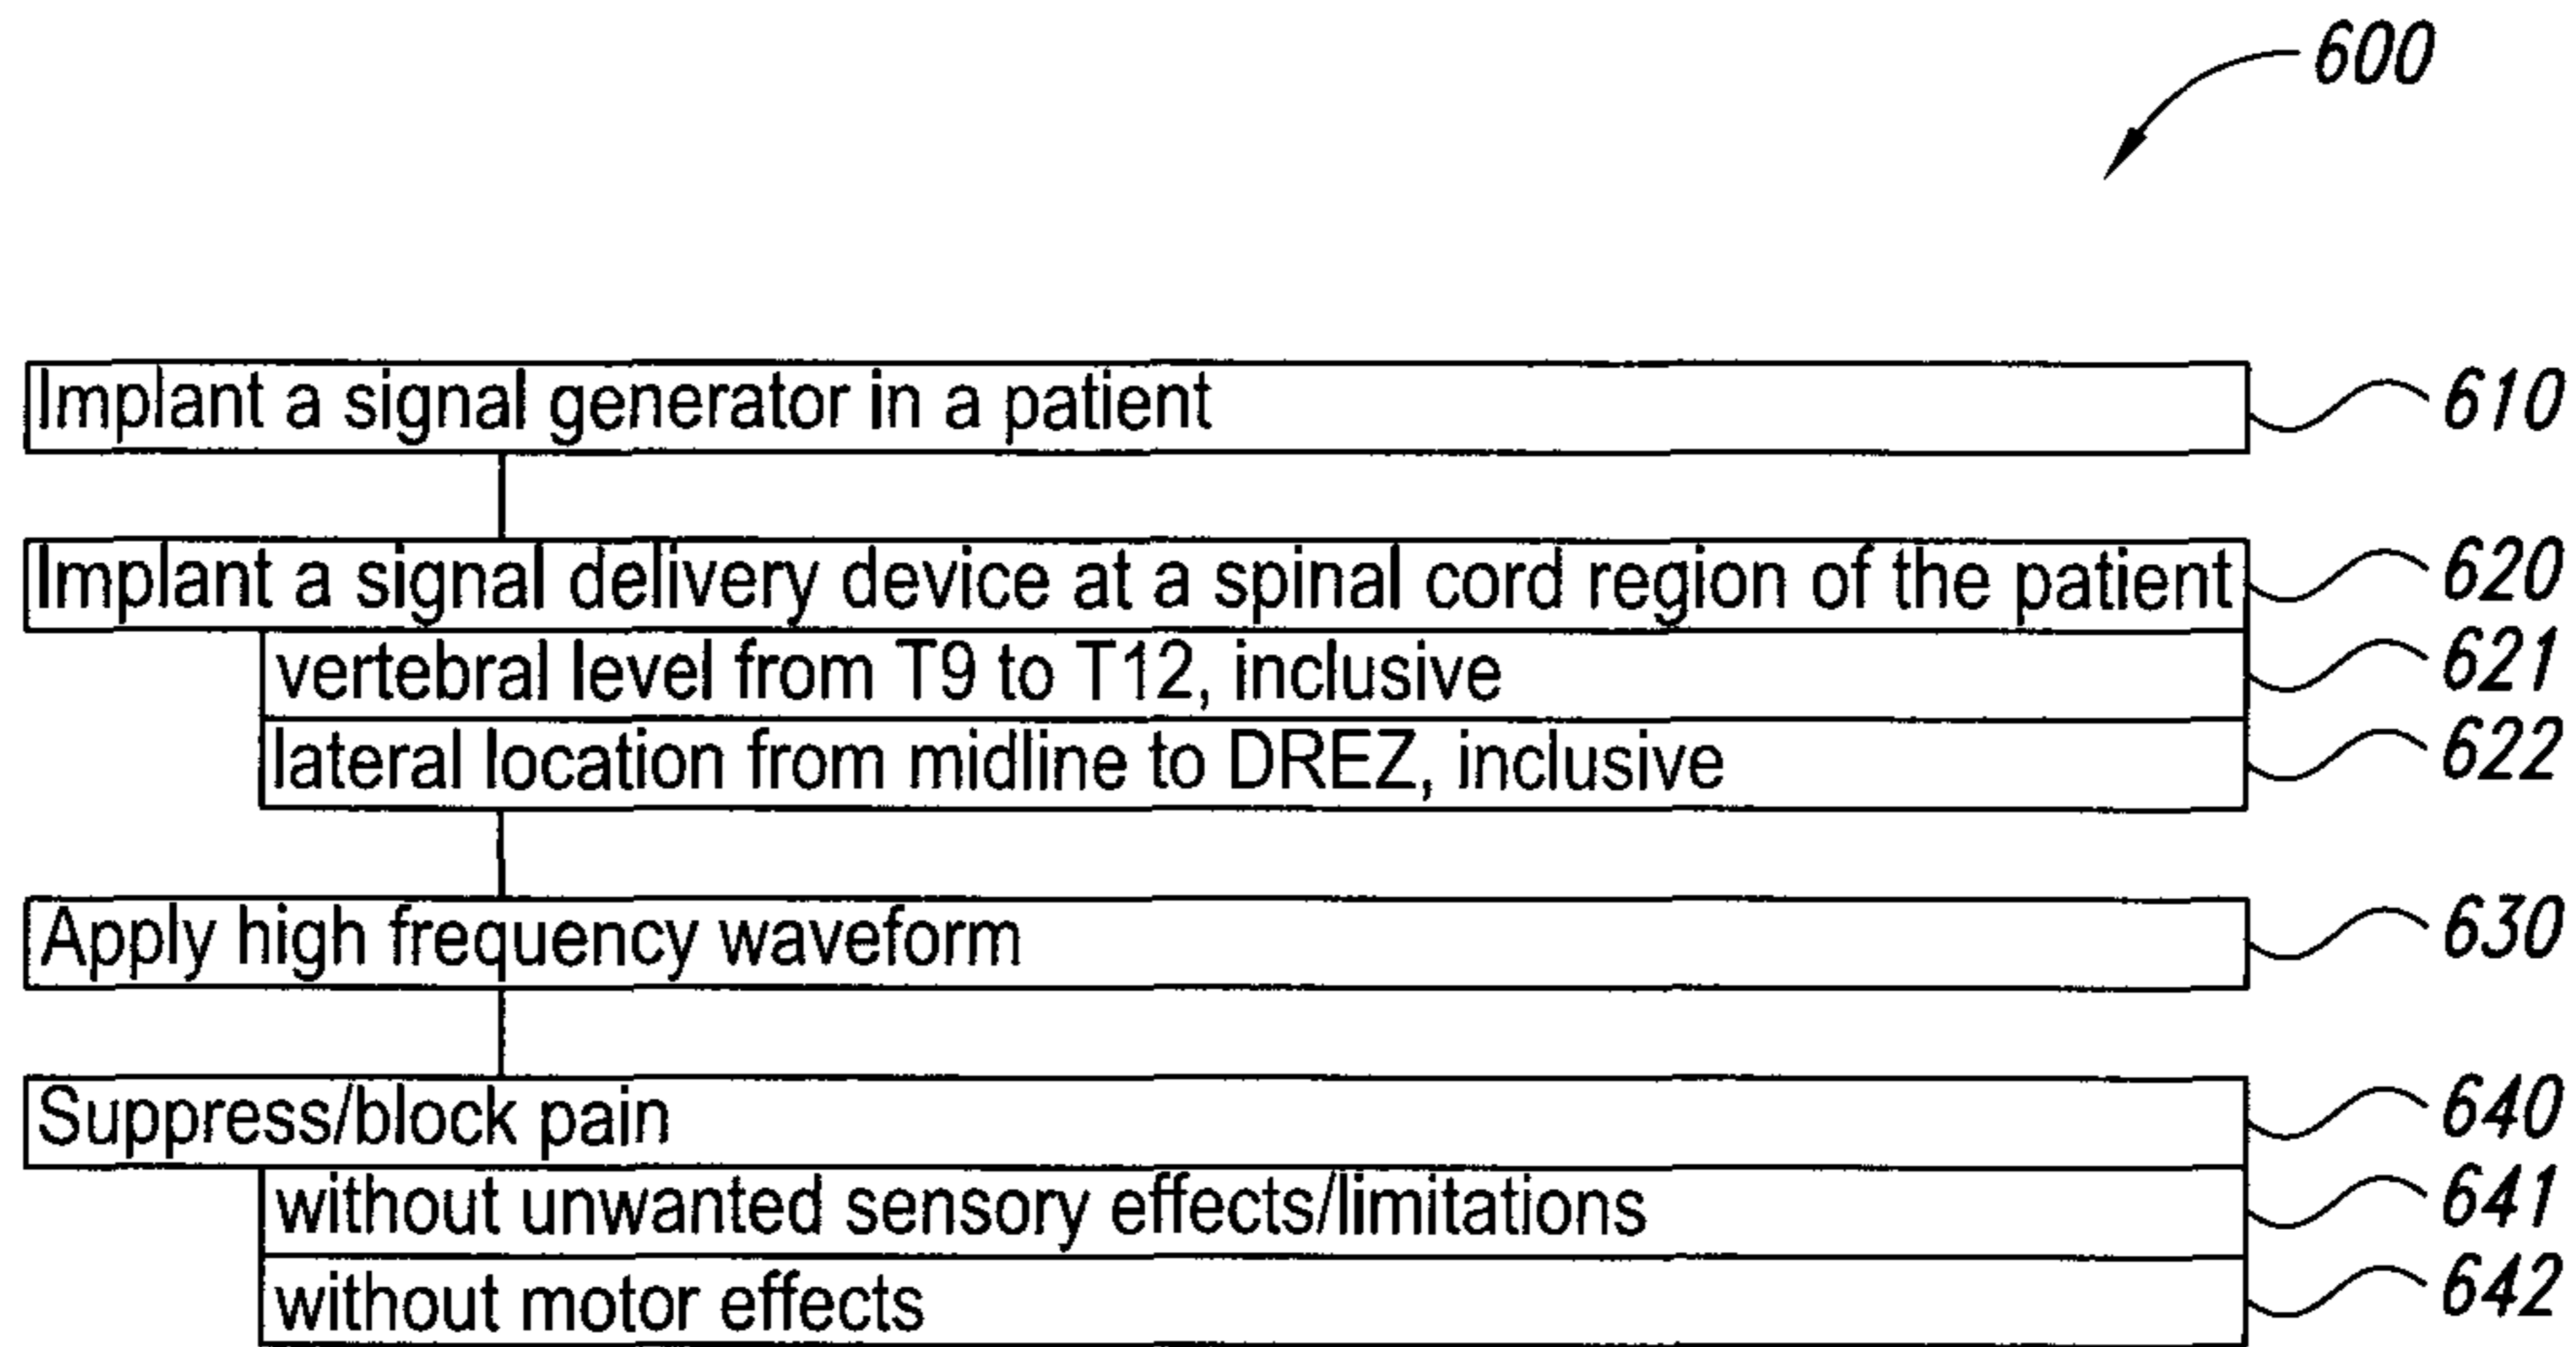 600
Implant a signal generator in a patient 610
Implant a signal delivery device at a spinal cord region of the patient 620
vertebral level from T9 to T12, inclusive 621
lateral location from midline to DREZ, inclusive 622
Apply high frequency waveform 630
Suppress/block pain 640
without unwanted sensory effects/limitations 641
without motor effects 642